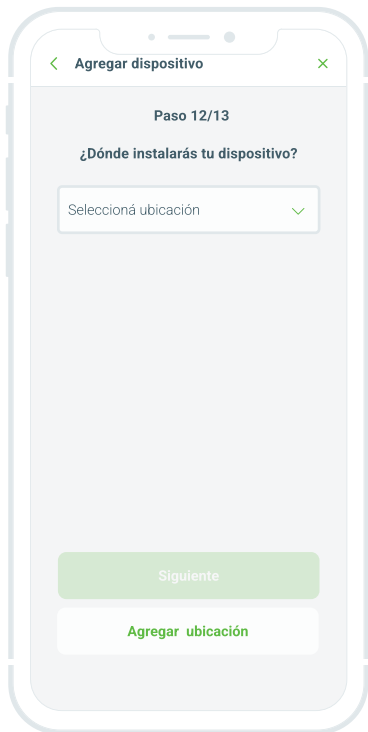 Agregar dispositivo
Paso 12/13
¿Dónde instalarás tu dispositivo?
Seleccioná ubicación
Siguiente
Agregar ubicación